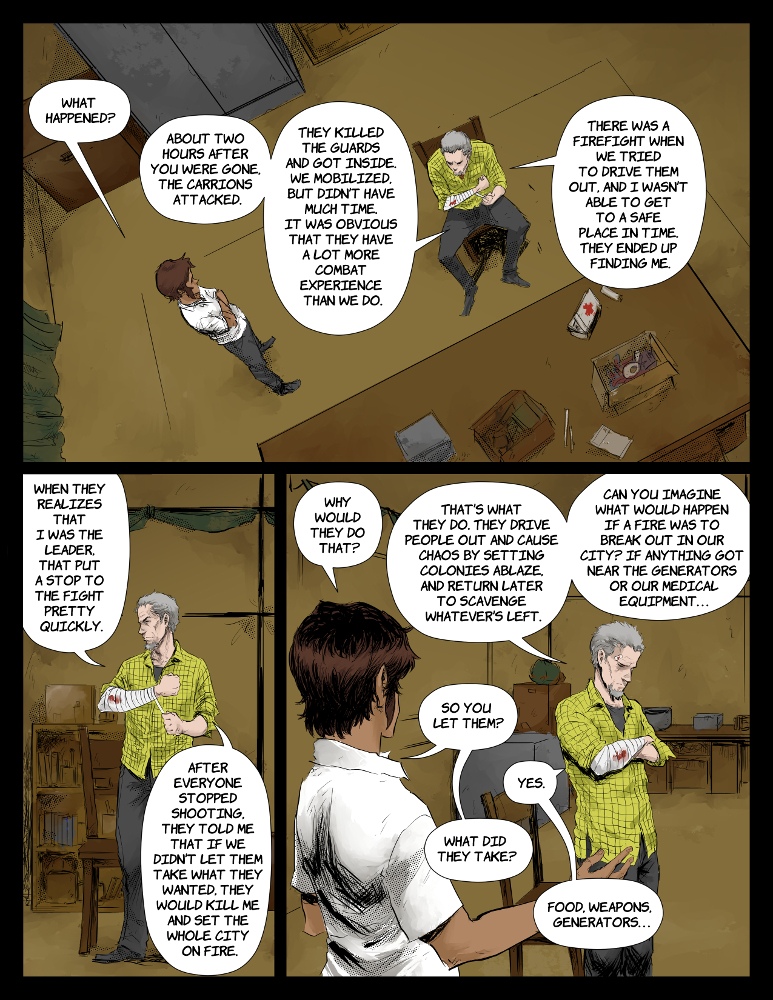 WHAT
HAPPENED?
ABOUT TWO
HOURS AFTER
YOU WERE GONE,
THE CARRIONS
ATTACKED.
THEY KILLED
THE GUARDS
AND GOT INSIDE.
WE MOBILIZED,
BUT DIDN'T HAVE
MUCH TIME.
IT WAS OBVIOUS
THAT THEY HAVE
A LOT MORE
COMBAT
EXPERIENCE
THAN WE DO.
THERE WAS A
FIREFIGHT WHEN
WE TRIED
TO DRIVE THEM
OUT, AND I WASN'T
ABLE TO GET
TO A SAFE
PLACE IN TIME.
THEY ENDED UP
FINDING ME.
WHEN THEY
REALIZES
THAT
I WAS THE
LEADER,
THAT PUT
A STOP TO
THE FIGHT
PRETTY
QUICKLY.
AFTER
EVERYONE
STOPPED
SHOOTING,
THEY TOLD ME
THAT IF WE
DIDN'T LET THEM
TAKE WHAT THEY
WANTED, THEY
WOULD KILL ME
AND SET THE
WHOLE CITY
ON FIRE.
WHY
WOULD
THEY DO
THAT?
THAT'S WHAT
THEY DO. THEY DRIVE
PEOPLE OUT AND CAUSE
CHAOS BY SETTING
COLONIES ABLAZE,
AND RETURN LATER
TO SCAVENGE
WHATEVER'S LEFT.
CAN YOU IMAGINE
WHAT WOULD HAPPEN
IF A FIRE WAS TO
BREAK OUT IN OUR
CITY? IF ANYTHING GOT
NEAR THE GENERATORS
OR OUR MEDICAL
EQUIPMENT...
SO YOU
LET THEM?
YES.
WHAT DID
THEY TAKE?
FOOD, WEAPONS,
GENERATORS...